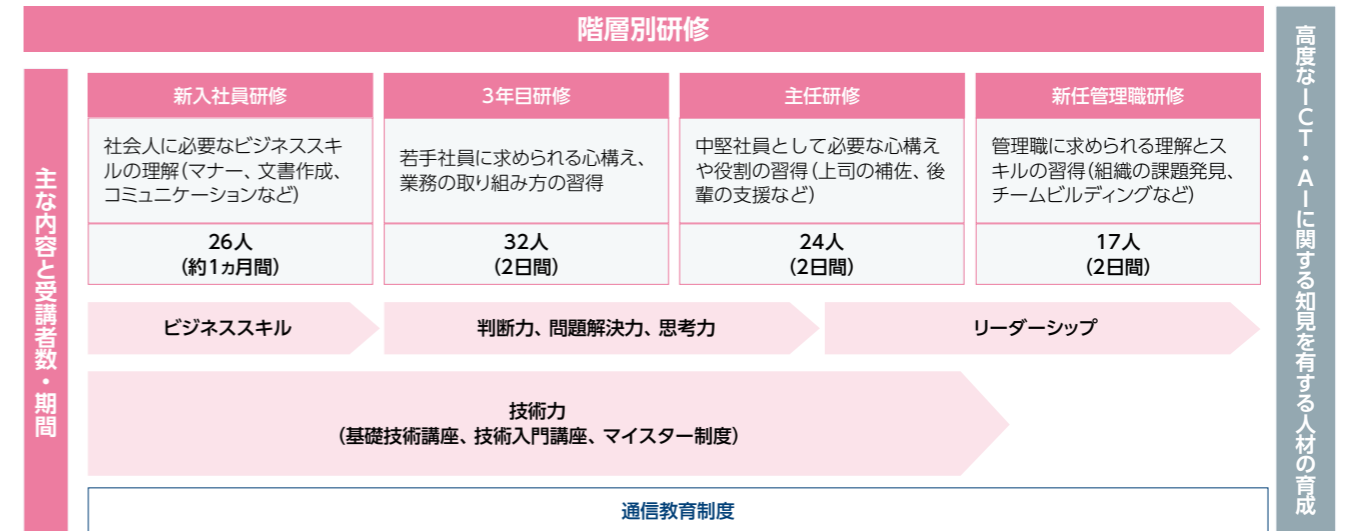 階層別研修
主な内容と受講者数・期間
新入社員研修
社会人に必要なビジネススキ
ルの理解(マナー、文書作成、
コミュニケーションなど)
26人
(約1ヵ月間)
3年目研修
若手社員に求められる心構え、
業務の取り組み方の習得
32人
(2日間)
主任研修
中堅社員として必要な心構え
や役割の習得(上司の補佐、後
輩の支援など)
24人
(2日間)
新任管理職研修
管理職に求められる理解とス
キルの習得(組織の課題発見、
チームビルディングなど)
17人
(2日間)
ビジネススキル
判断力、問題解決力、思考力
リーダーシップ
技術力
(基礎技術講座、技術入門講座、マイスター制度)
通信教育制度
高度なICT・AIに関する知見を有する人材の育成